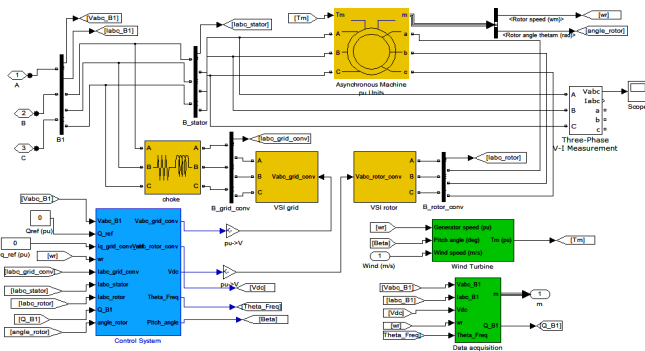 [Vabc_B1]
[Iabc_B1]
[Iabc_stator]
[Tm]
Tm
m
A
a
B
b
C
c
Asynchronous Machine
pu Units
<Rotor speed (wm)>
[wr]
<Rotor angle thetam (rad)>
[angle_rotor]
1
A
2
B
3
C
B1
B_stator
A
B
C
Vabc
Iabc
a
b
c
Scope
Three-Phase
V-I Measurement
[Iabc_grid_conv]
A
A
B
B
C
C
choke
B_grid_conv
A
B
C
Vabc_grid_conv
VSI grid
Vabc_rotor_conv
A
B
C
VSI rotor
B_rotor_conv
[Iabc_rotor]
[Vabc_B1]
0
Qref (pu)
0
q_ref (pu)
[wr]
[Iabc_grid_conv]
[Iabc_stator]
[Iabc_rotor]
[Q_B1]
[angle_rotor]
Vabc_B1
Q_ref
Iq_grid_conv
wr
Iabc_grid_conv
Iabc_stator
Iabc_rotor
Q_B1
angle_rotor
Vabc_grid_conv
rotor_conv
Vdc
Theta_Freq
Pitch_angle
Control System
pu->V
pu->V
[Vdc]
[Theta_Freq]
[Beta]
[wr]
[Beta]
1
Wind (m/s)
Generator speed (pu)
Pitch angle (deg)
Wind speed (m/s)
Tm (pu)
Wind Turbine
[Tm]
[Vabc_B1]
[Iabc_B1]
[Vdc]
[wr]
Theta_Freq]
Vabc_B1
Iabc_B1
Vdc
wr
Theta_Freq
m
Q_B1
Data acquisition
1
m
[Q_B1]